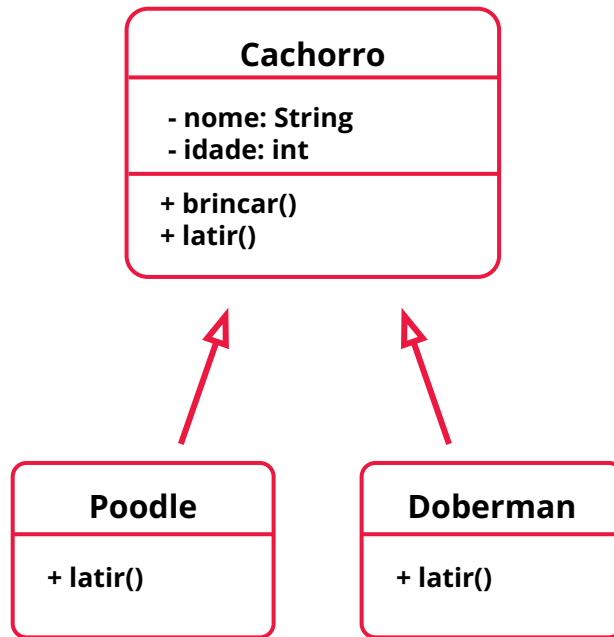 Cachorro
- nome: String
- idade: int
+ brincar()
+ latir()
Poodle
+ latir()
Doberman
+ latir()